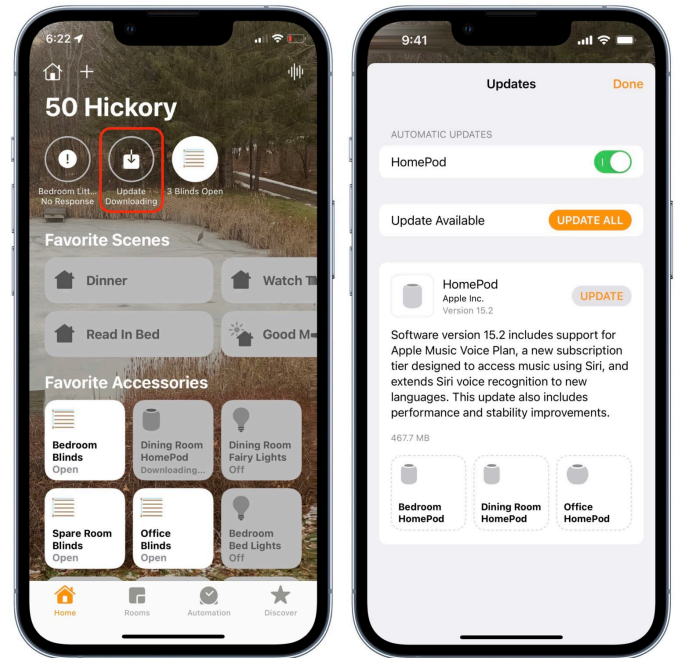 6:22
50 Hickory
Bedroom Litt...
No Response
Update
Downloading
3 Blinds Open
Favorite Scenes
Dinner
Watch T
Read In Bed
Good M
Favorite Accessories
Bedroom
Blinds
Open
Dining Room
HomePod
Downloading...
Dining Room
Fairy Lights
Off
Spare Room
Blinds
Open
Office
Blinds
Open
Bedroom
Bed Lights
Off
Home
Rooms
Automation
Discover
9:41
Updates
Done
AUTOMATIC UPDATES
HomePod
Update Available
UPDATE ALL
HomePod
Apple Inc.
Version 15.2
UPDATE
Software version 15.2 includes support for
Apple Music Voice Plan, a new subscription
tier designed to access music using Siri, and
extends Siri voice recognition to new
languages. This update also includes
performance and stability improvements.
467.7 MB
Bedroom
HomePod
Dining Room
HomePod
Office
HomePod